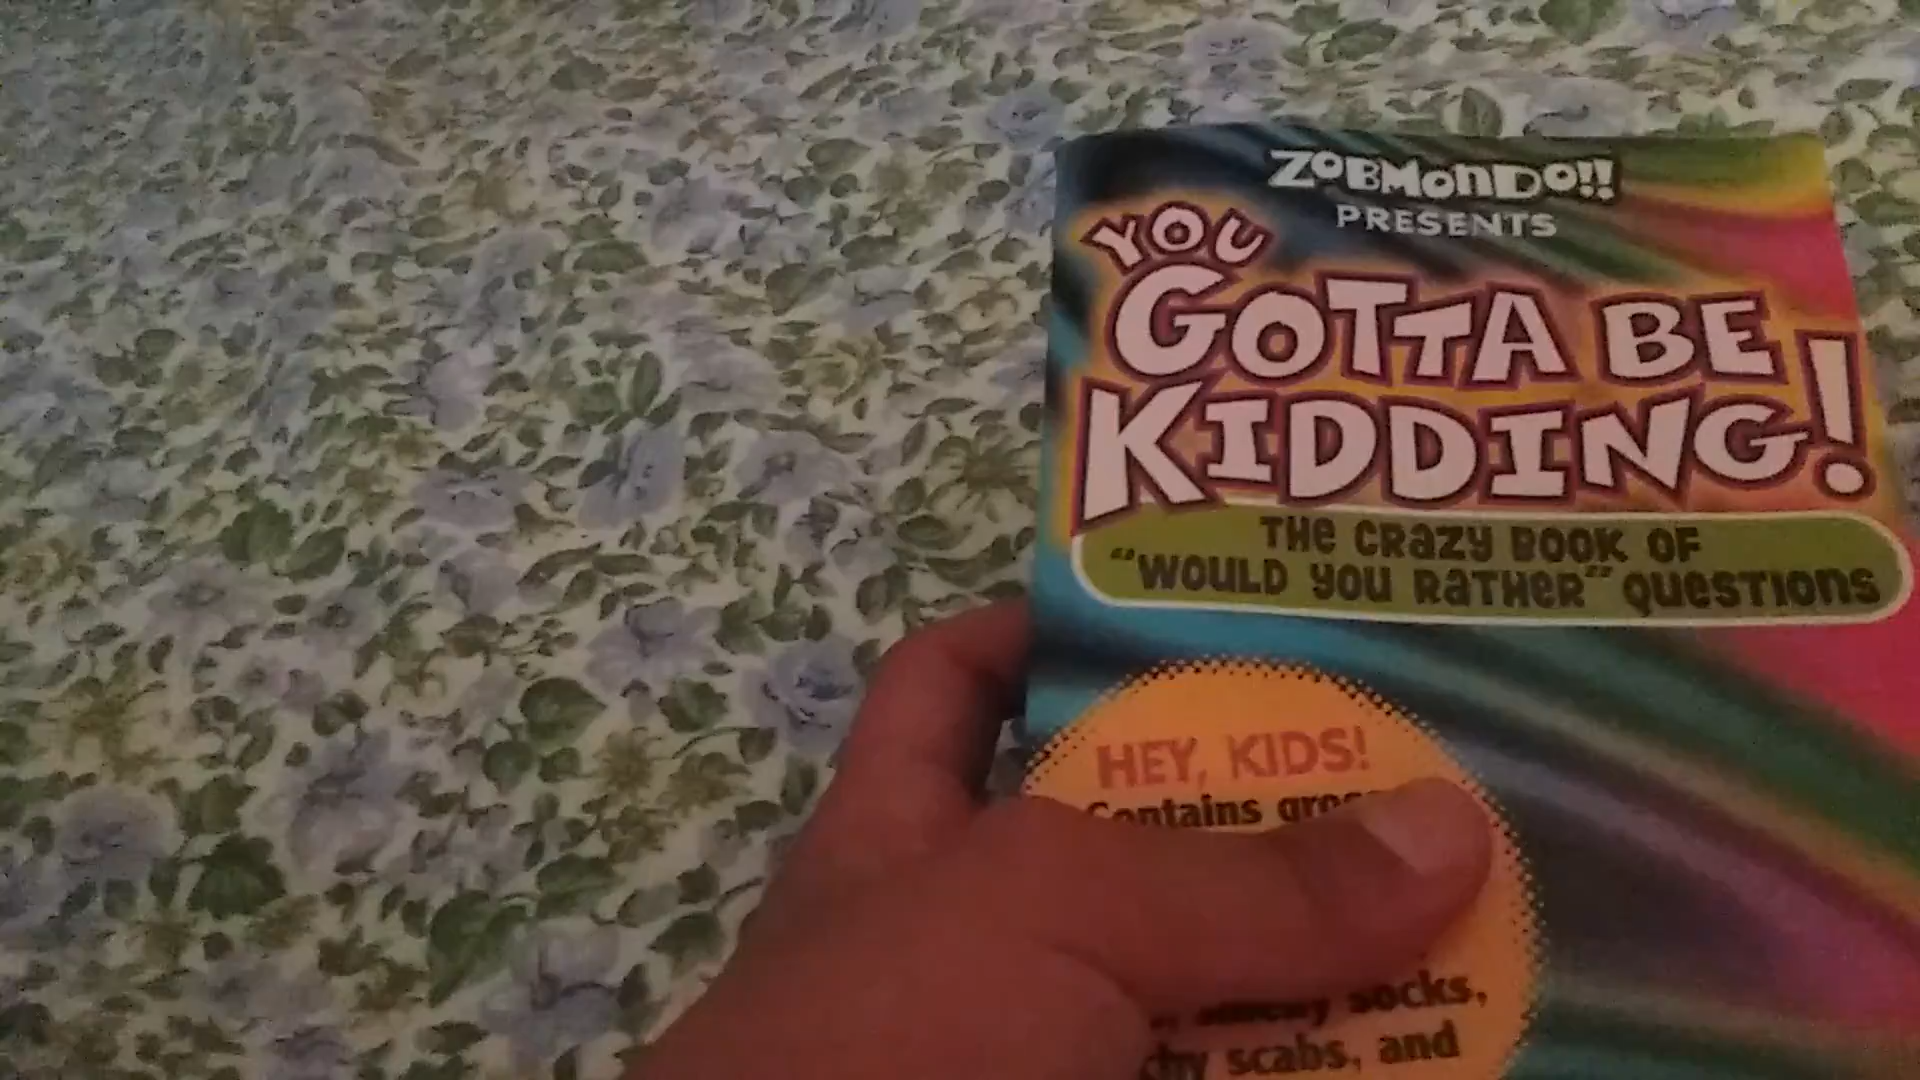 ZOBMONDO!!
PRESENTS
YOU
GOTTA BE
KIDDING!
THE CRAZY BOOK OF
"WOULD YOU RATHER" QUESTIONS
HEY, KIDS!
Contains
socks,
scabs, and